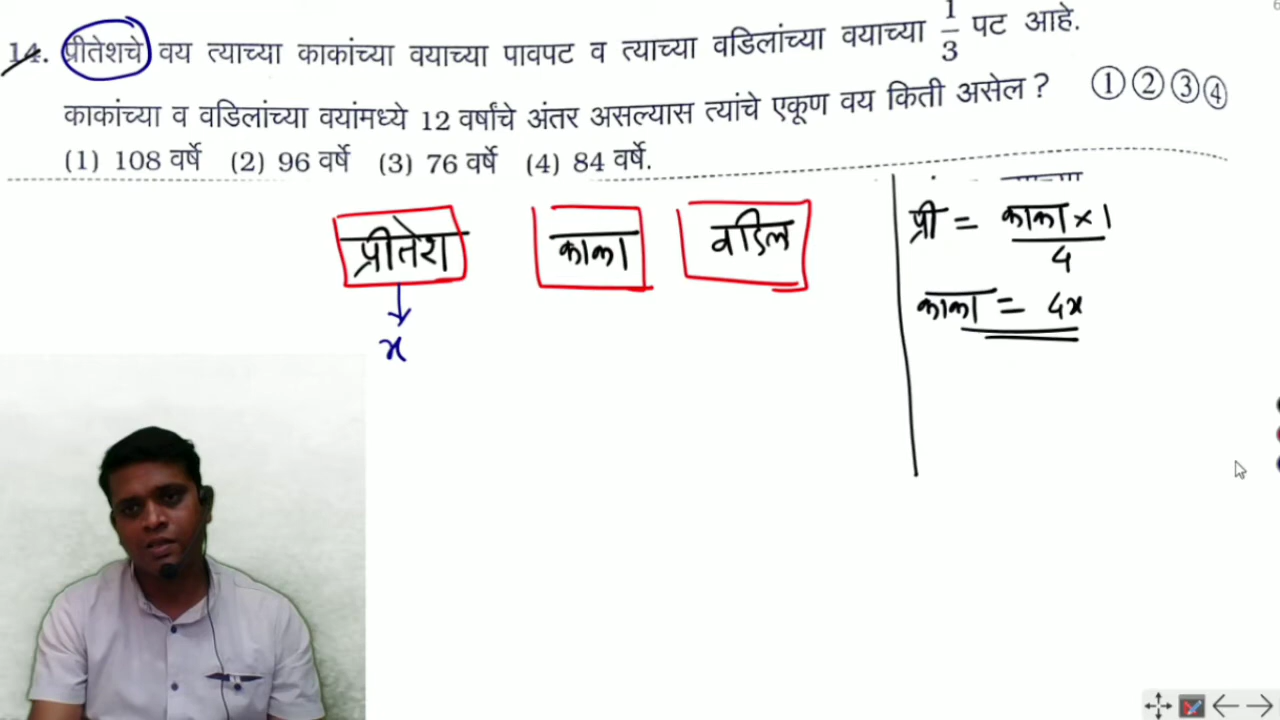 14. प्रीतेशचे वय त्याच्या काकांच्या वयाच्या पावपट व त्याच्या वडिलांच्या वयाच्या 1/3 पट आहे.
काकांच्या व वडिलांच्या वयांमध्ये 12 वर्षांचे अंतर असल्यास त्यांचे एकूण वय किती असेल ? ① ② ③ ④
(1) 108 वर्षे (2) 96 वर्षे (3) 76 वर्षे (4) 84 वर्षे.
प्रीतेश काका वडिल
x
प्री = काका × 1 / 4
काका = 4x